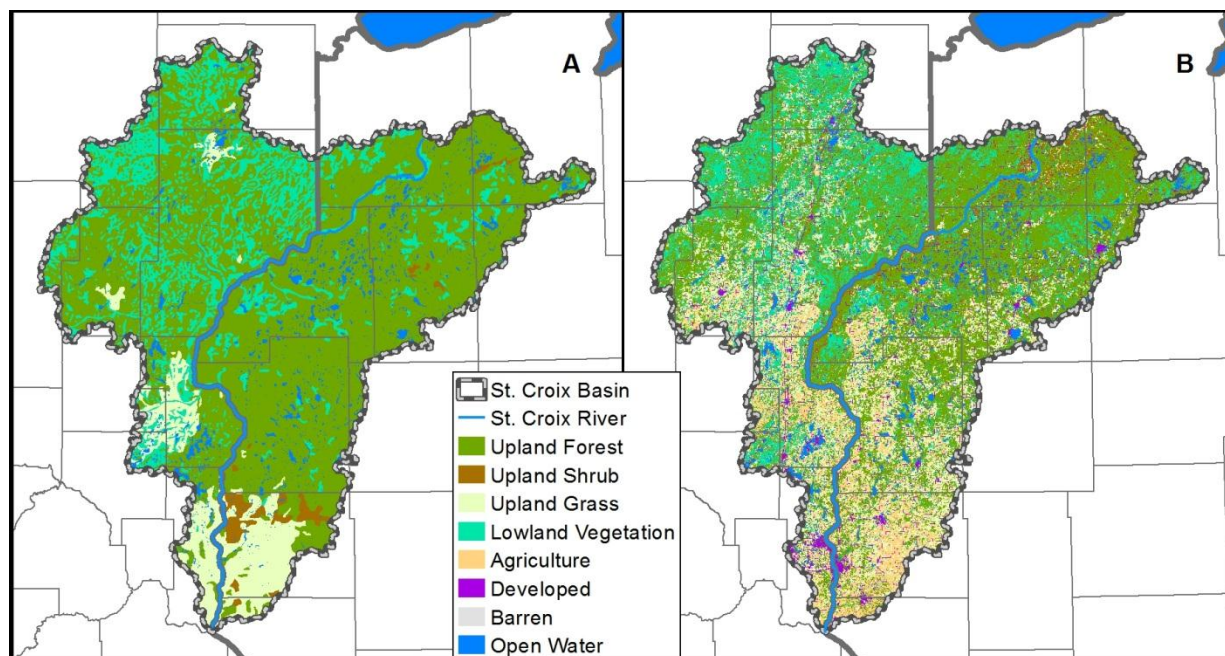 A
B
St. Croix Basin
St. Croix River
Upland Forest
Upland Shrub
Upland Grass
Lowland Vegetation
Agriculture
Developed
Barren
Open Water